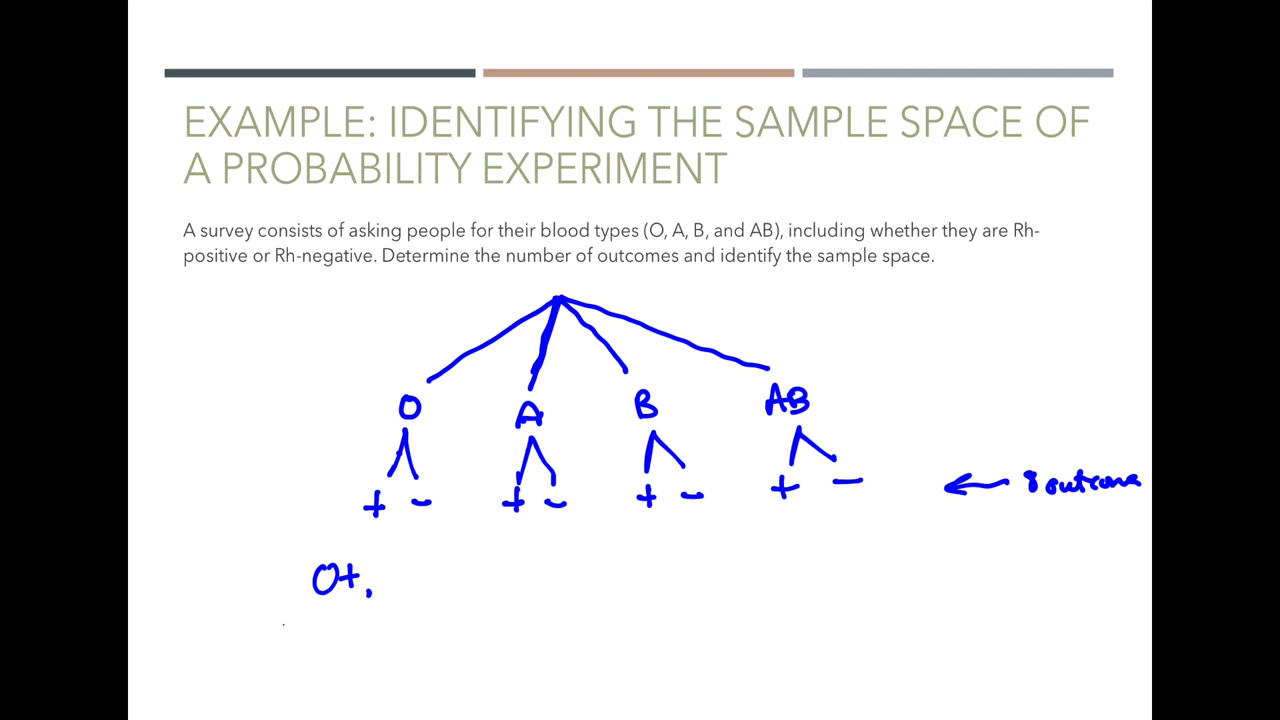 EXAMPLE: IDENTIFYING THE SAMPLE SPACE OF
A PROBABILITY EXPERIMENT
A survey consists of asking people for their blood types (O, A, B, and AB), including whether they are Rh-
positive or Rh-negative. Determine the number of outcomes and identify the sample space.
O A B AB
+ - + - + - + - ← 8 outcome
O+,